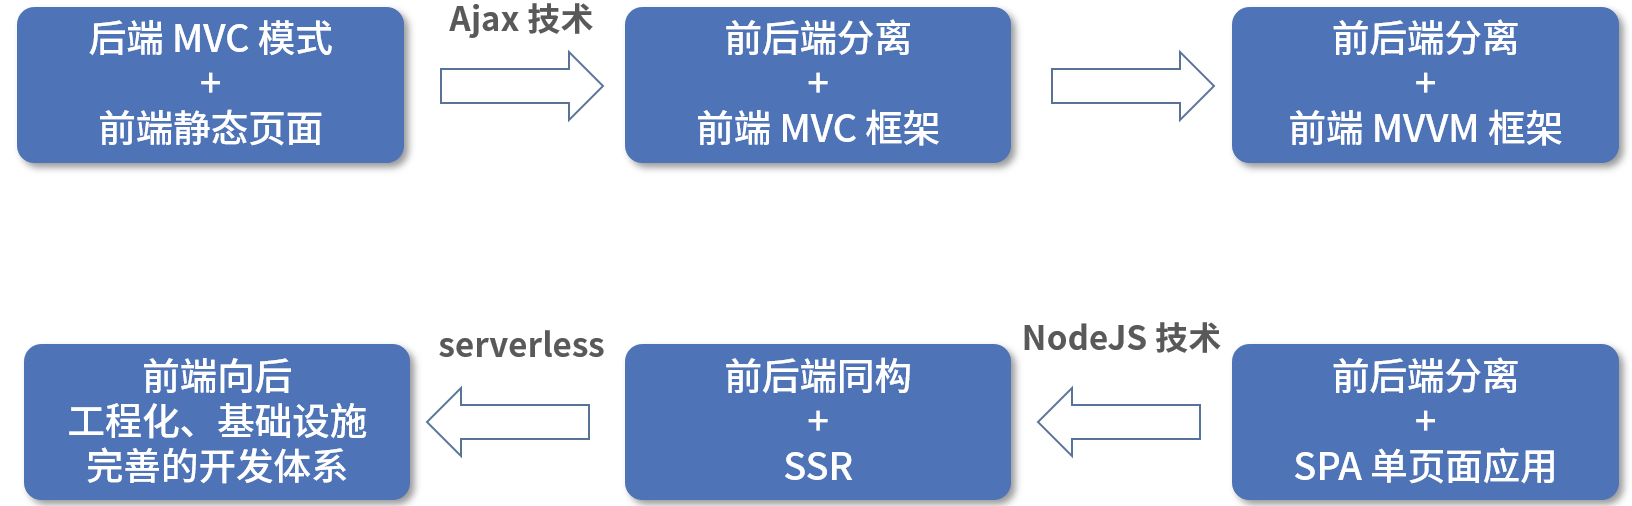 后端 MVC 模式
+
前端静态页面
Ajax 技术
前后端分离
+
前端 MVC 框架
前后端分离
+
前端 MVVM 框架
前后端分离
+
SPA 单页面应用
NodeJS 技术
前后端同构
+
SSR
serverless
前端向后
工程化、基础设施
完善的开发体系